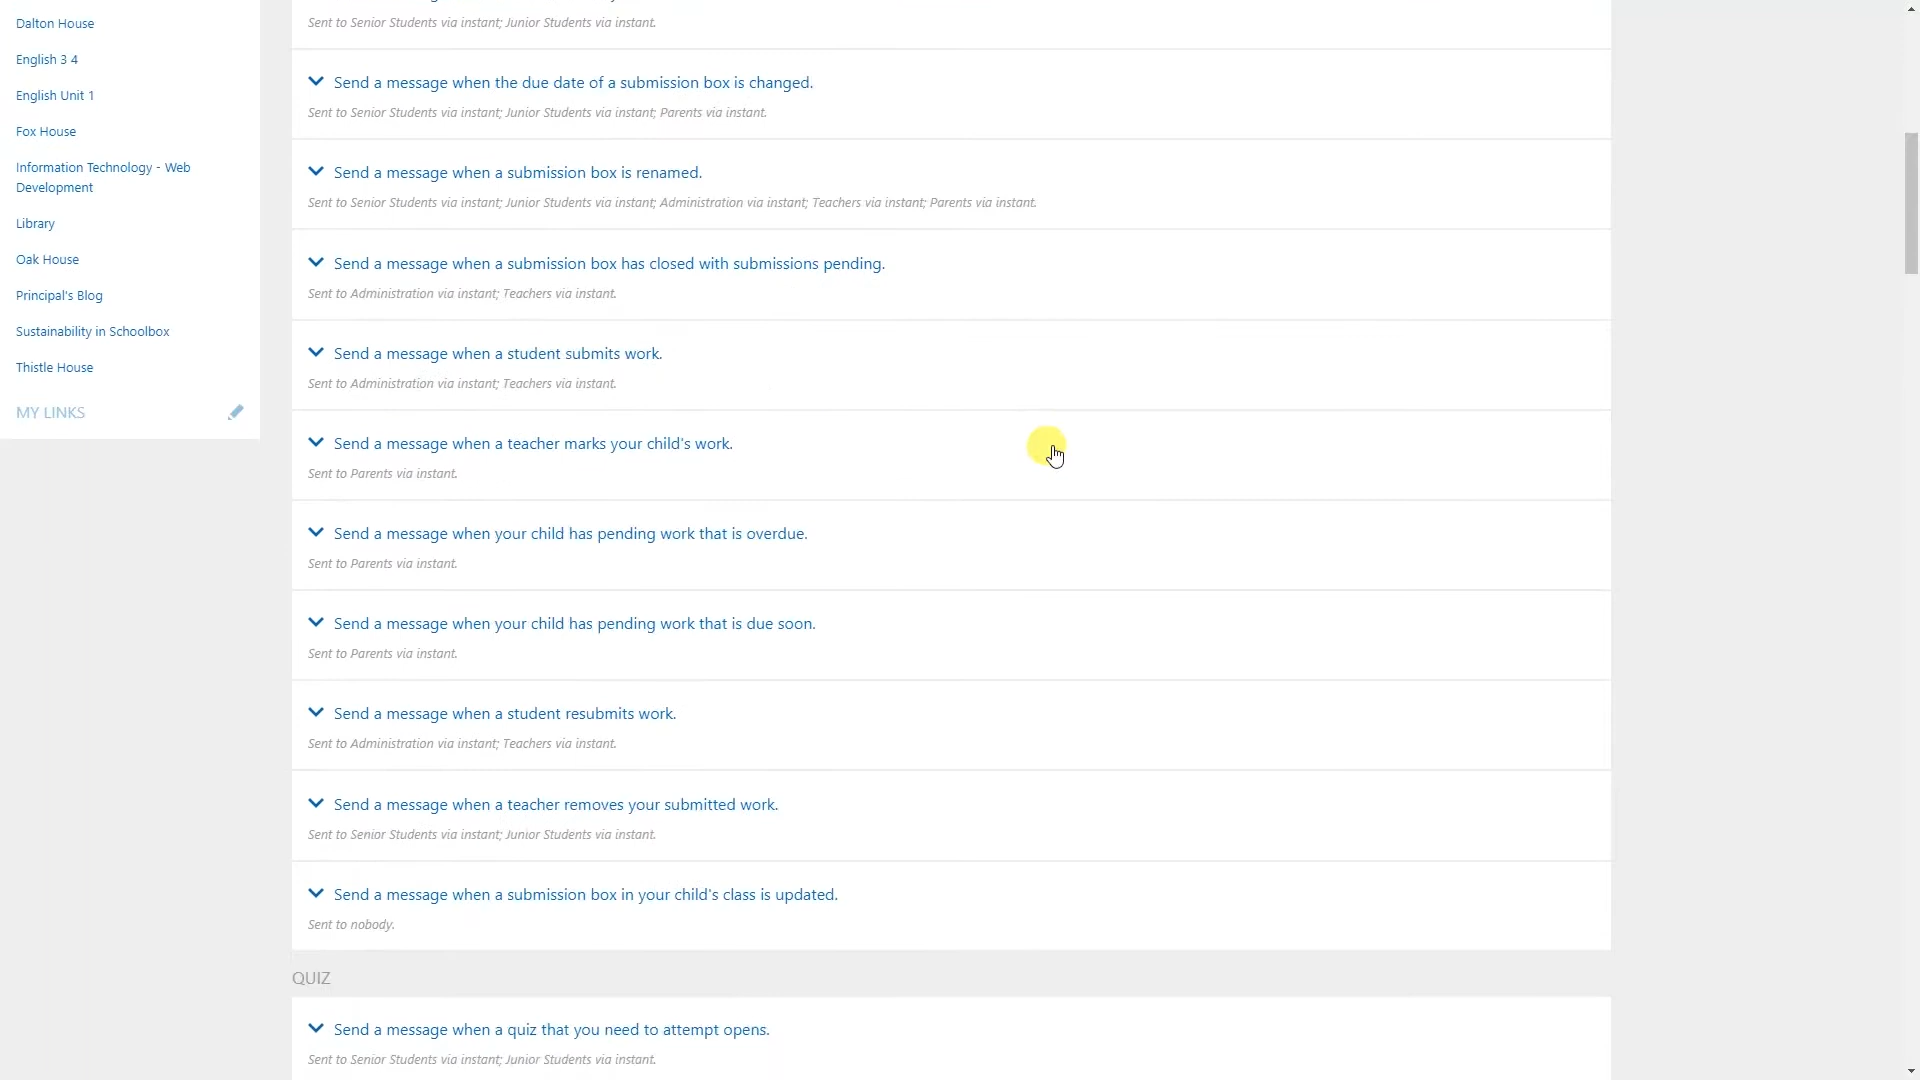 Dalton House
English 3 4
English Unit 1
Fox House
Information Technology - Web
Development
Library
Oak House
Principal's Blog
Sustainability in Schoolbox
Thistle House
MY LINKS
Sent to Senior Students via instant; Junior Students via instant.
Send a message when the due date of a submission box is changed.
Sent to Senior Students via instant; Junior Students via instant; Parents via instant.
Send a message when a submission box is renamed.
Sent to Senior Students via instant; Junior Students via instant; Administration via instant; Teachers via instant; Parents via instant.
Send a message when a submission box has closed with submissions pending.
Sent to Administration via instant; Teachers via instant.
Send a message when a student submits work.
Sent to Administration via instant; Teachers via instant.
Send a message when a teacher marks your child's work.
Sent to Parents via instant.
Send a message when your child has pending work that is overdue.
Sent to Parents via instant.
Send a message when your child has pending work that is due soon.
Sent to Parents via instant.
Send a message when a student resubmits work.
Sent to Administration via instant; Teachers via instant.
Send a message when a teacher removes your submitted work.
Sent to Senior Students via instant; Junior Students via instant.
Send a message when a submission box in your child's class is updated.
Sent to nobody.
QUIZ
Send a message when a quiz that you need to attempt opens.
Sent to Senior Students via instant; Junior Students via instant.